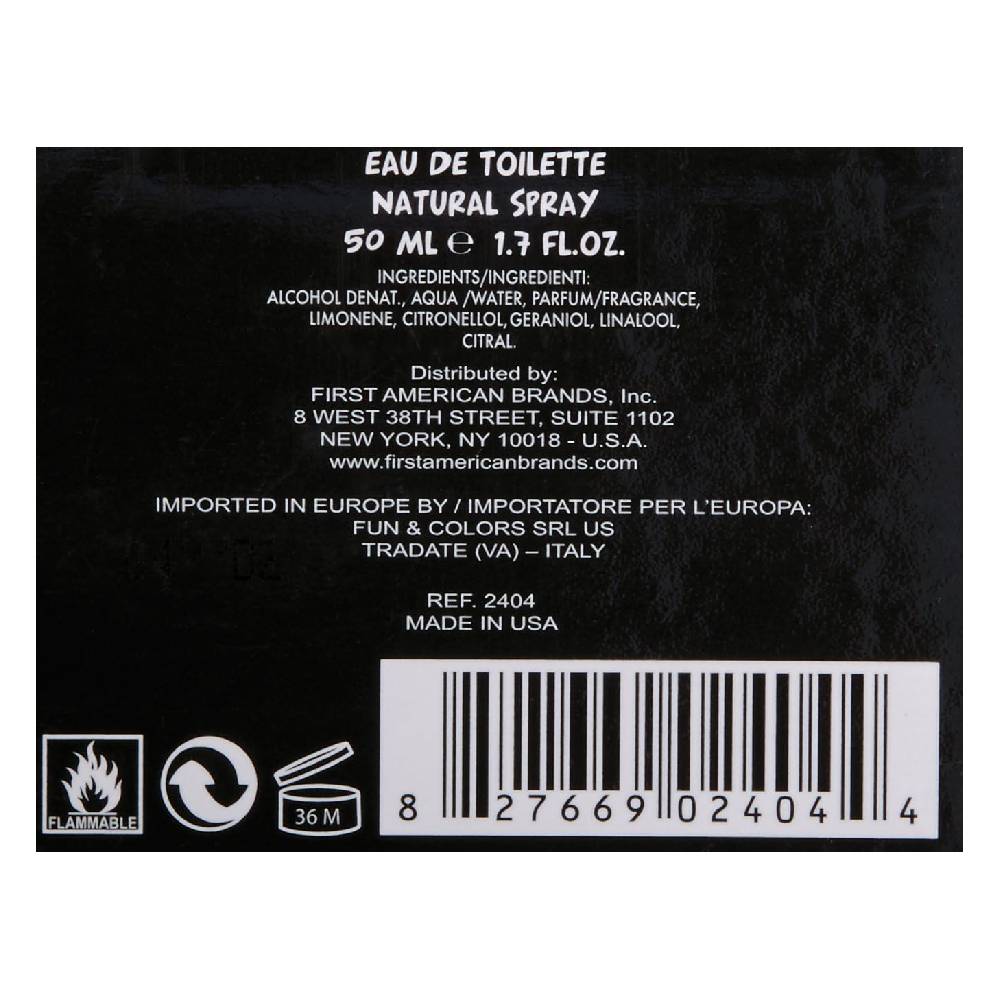 EAU DE TOILETTE
NATURAL SPRAY
50 ML ℮ 1.7 FL.OZ.
INGREDIENTS/INGREDIENTI:
ALCOHOL DENAT., AQUA /WATER, PARFUM/FRAGRANCE,
LIMONENE, CITRONELLOL, GERANIOL, LINALOOL,
CITRAL.
Distributed by:
FIRST AMERICAN BRANDS, Inc.
8 WEST 38TH STREET, SUITE 1102
NEW YORK, NY 10018 - U.S.A.
www.firstamericanbrands.com
IMPORTED IN EUROPE BY / IMPORTATORE PER L'EUROPA:
FUN & COLORS SRL US
TRADATE (VA) – ITALY
REF. 2404
MADE IN USA
FLAMMABLE
36 M
8 27669 02404 4